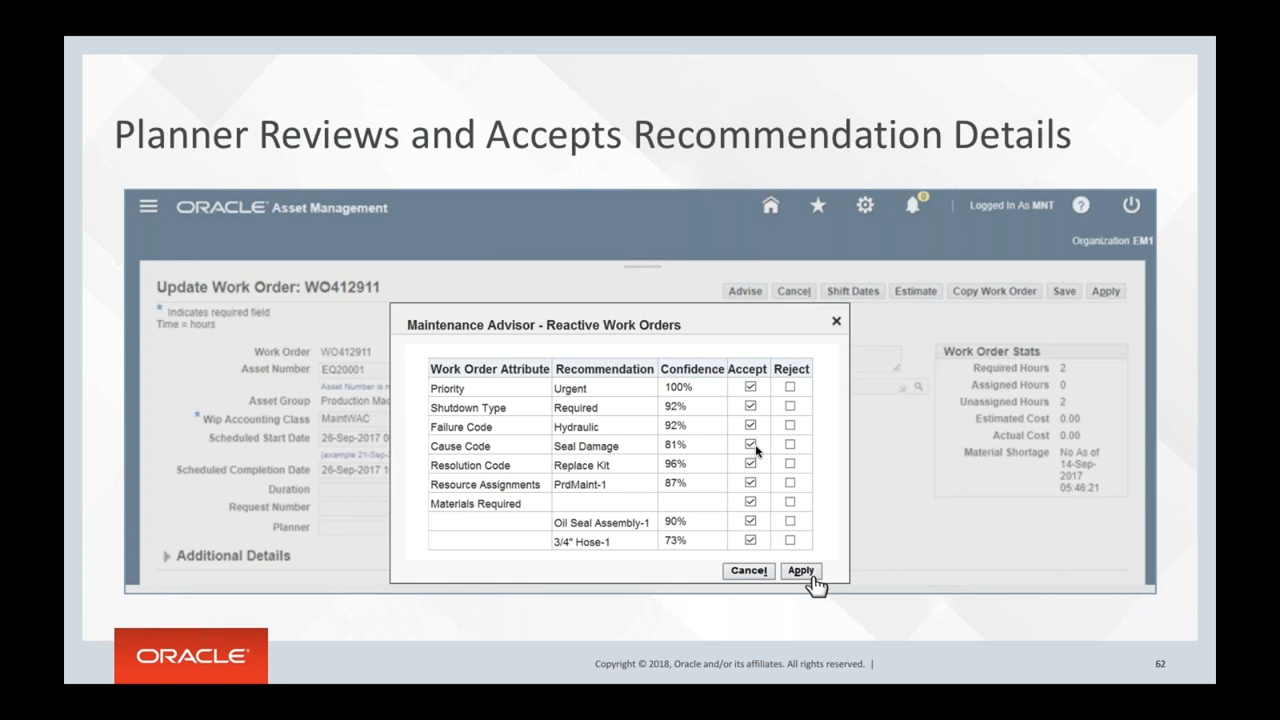 Planner Reviews and Accepts Recommendation Details
ORACLE Asset Management
0
Logged In As MNT
?
Organization EM1
Update Work Order: WO412911
Advise Cancel Shift Dates Estimate Copy Work Order Save Apply
* Indicates required field
Time = hours
Work Order WO412911
Asset Number EQ20001
Asset Number is
Asset Group Production
* Wip Accounting Class MaintWAC
Scheduled Start Date 26-Sep-2017
(example
Scheduled Completion Date 26-Sep-2017
Duration
Request Number
Planner
Additional Details
Maintenance Advisor - Reactive Work Orders
Work Order Attribute Recommendation Confidence Accept Reject
Priority Urgent 100%
Shutdown Type Required 92%
Failure Code Hydraulic 92%
Cause Code Seal Damage 81%
Resolution Code Replace Kit 96%
Resource Assignments PrdMaint-1 87%
Materials Required
Oil Seal Assembly-1 90%
3/4" Hose-1 73%
Cancel Apply
Work Order Stats
Required Hours 2
Assigned Hours 0
Unassigned Hours 2
Estimated Cost 0.00
Actual Cost 0.00
Material Shortage No As of
14-Sep-
2017
05:46:21
ORACLE
Copyright © 2018, Oracle and/or its affiliates. All rights reserved. |
62